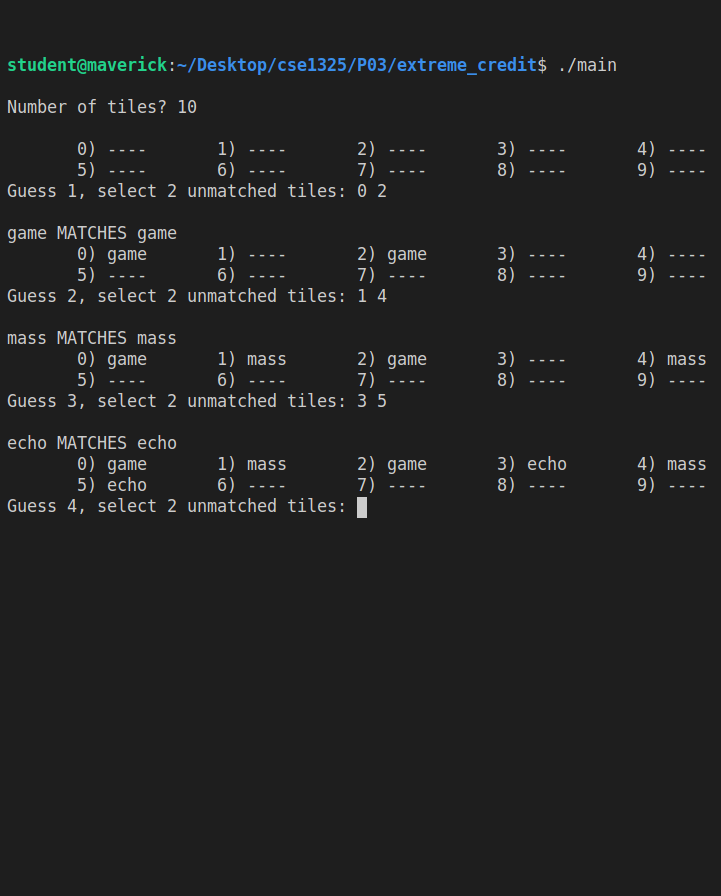 student@maverick:~/Desktop/cse1325/P03/extreme_credit$ ./main
Number of tiles? 10
0) ---- 1) ---- 2) ---- 3) ---- 4) ----
5) ---- 6) ---- 7) ---- 8) ---- 9) ----
Guess 1, select 2 unmatched tiles: 0 2
game MATCHES game
0) game 1) ---- 2) game 3) ---- 4) ----
5) ---- 6) ---- 7) ---- 8) ---- 9) ----
Guess 2, select 2 unmatched tiles: 1 4
mass MATCHES mass
0) game 1) mass 2) game 3) ---- 4) mass
5) ---- 6) ---- 7) ---- 8) ---- 9) ----
Guess 3, select 2 unmatched tiles: 3 5
echo MATCHES echo
0) game 1) mass 2) game 3) echo 4) mass
5) echo 6) ---- 7) ---- 8) ---- 9) ----
Guess 4, select 2 unmatched tiles: